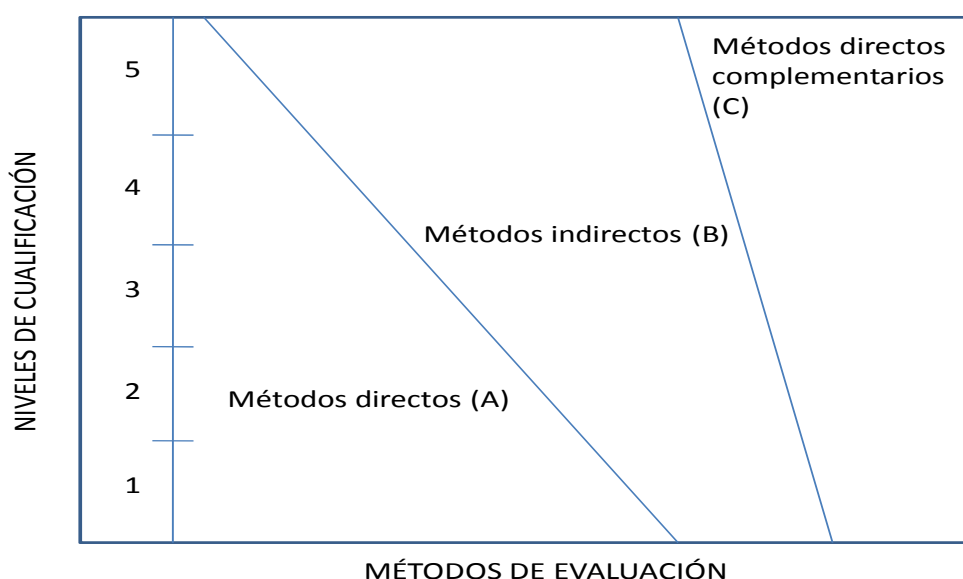 Métodos directos
complementarios
(C)
5
4
Métodos indirectos (B)
3
2
Métodos directos (A)
1
NIVELES DE CUALIFICACIÓN
MÉTODOS DE EVALUACIÓN